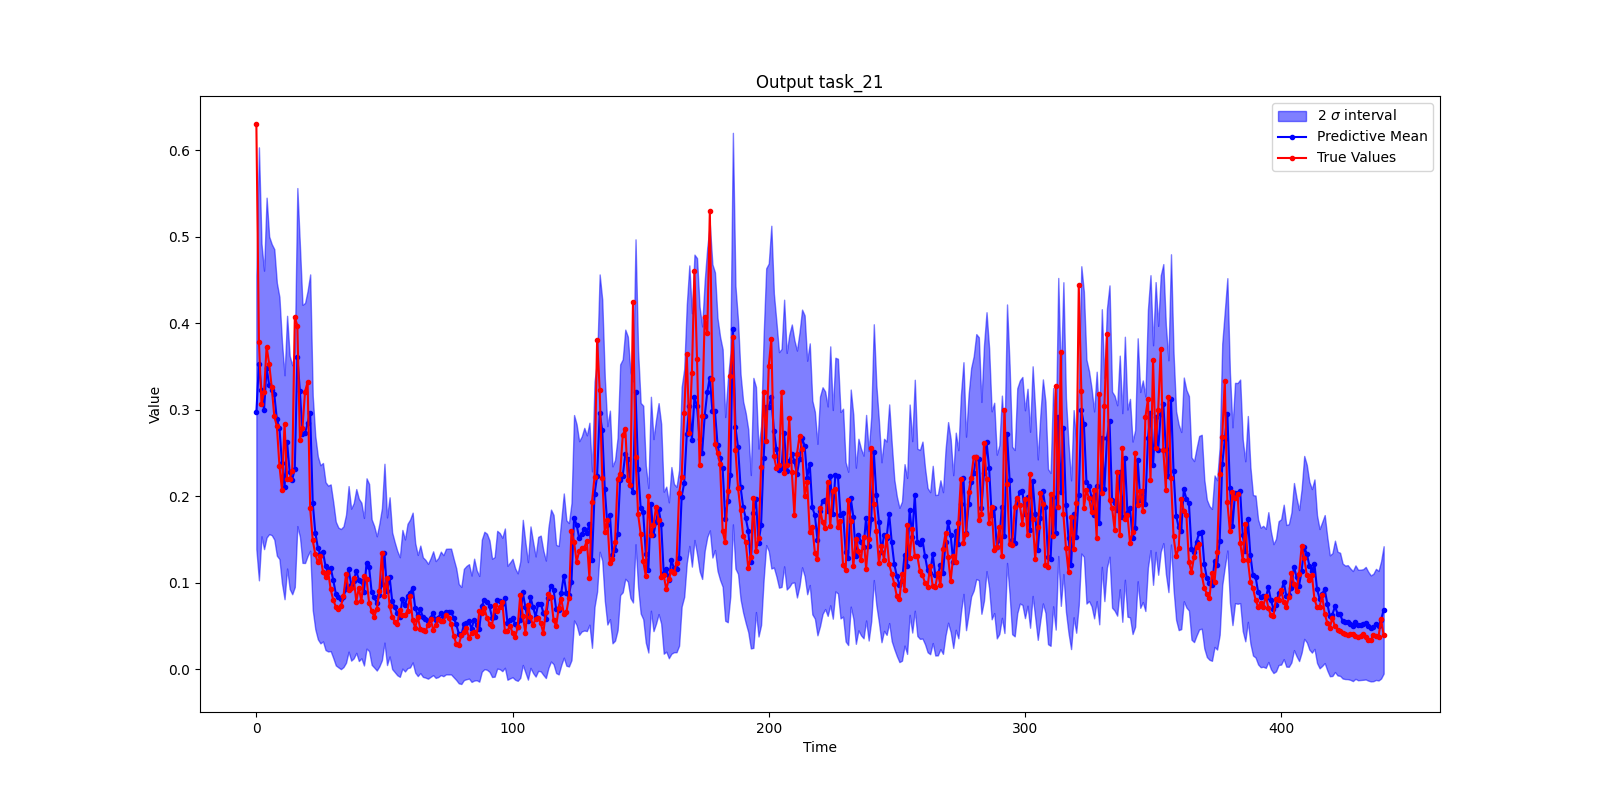 Output task_21
2 σ interval
Predictive Mean
True Values
Value
0.6
0.5
0.4
0.3
0.2
0.1
0.0
0 100 200 300 400
Time